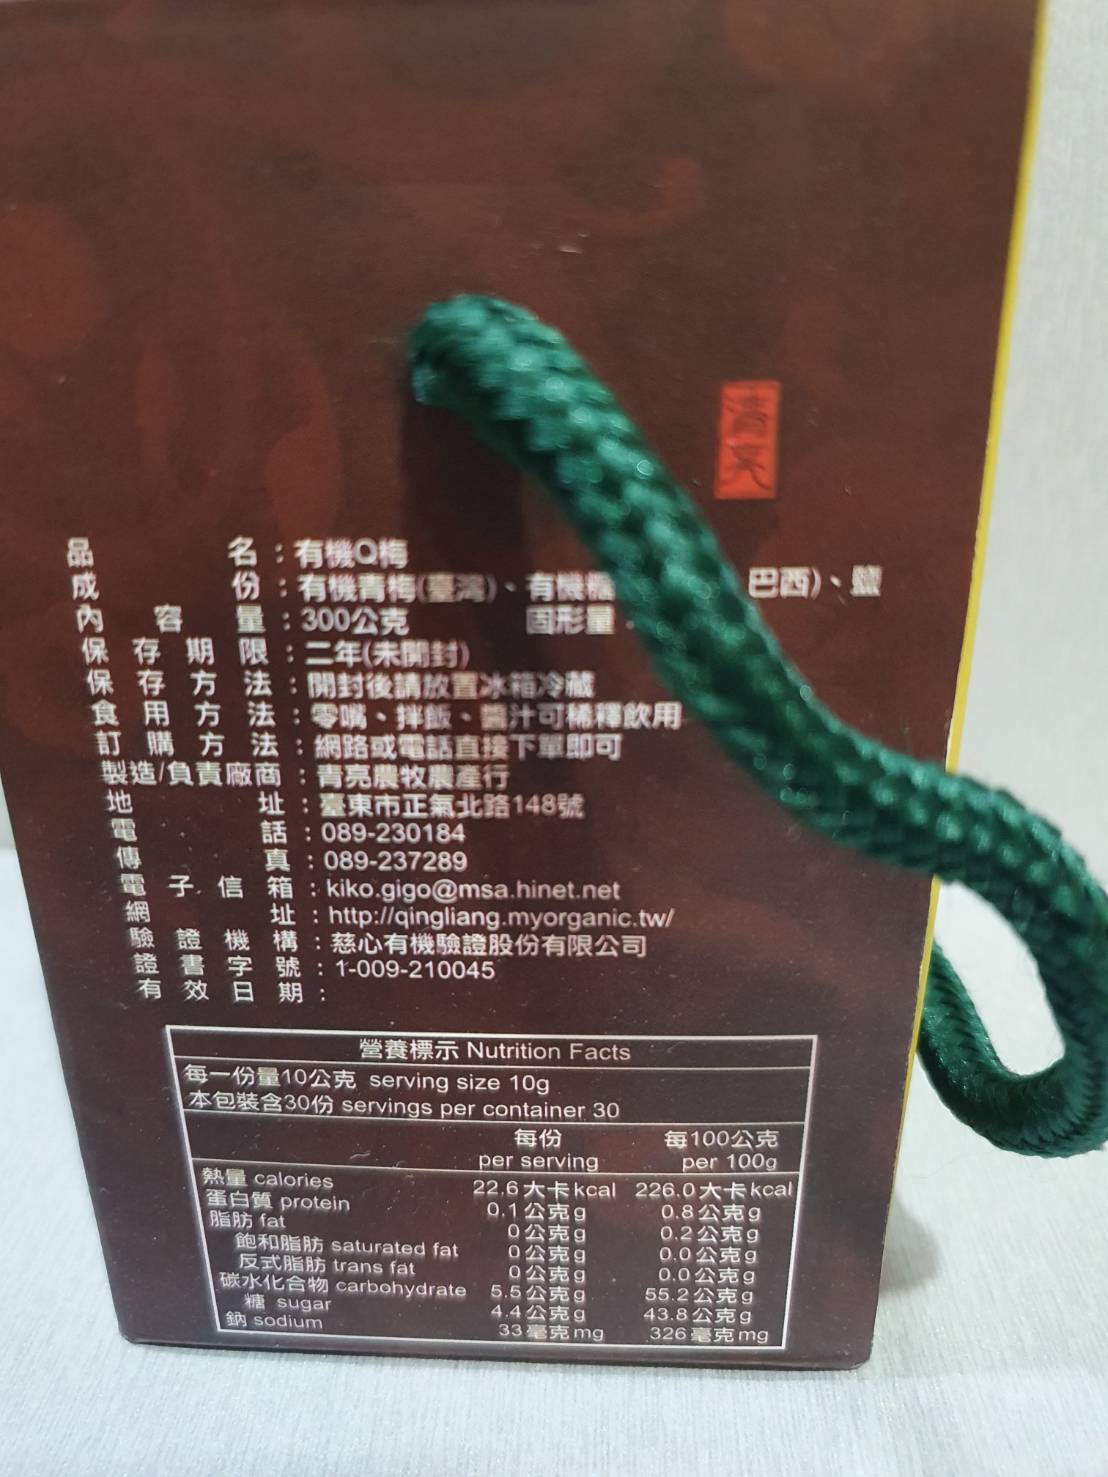 清亮
品名：有機Q梅
成份：有機青梅(臺灣)、有機 巴西)、鹽
內容量：300公克 固形量
保存期限：二年(未開封)
保存方法：開封後請放置冰箱冷藏
食用方法：零嘴、拌飯、醬汁可稀釋飲用
訂購方法：網路或電話直接下單即可
製造/負責廠商：青亮農牧農產行
地址：臺東市正氣北路148號
電話：089-230184
傳真：089-237289
電子信箱：kiko.gigo@msa.hinet.net
網址：http://qingliang.myorganic.tw/
驗證機構：慈心有機驗證股份有限公司
證書字號：1-009-210045
有效日期：
營養標示 Nutrition Facts
每一份量10公克 serving size 10g
本包裝含30份 servings per container 30
每份 每100公克
per serving per 100g
熱量 calories 22.6大卡kcal 226.0大卡kcal
蛋白質 protein 0.1公克g 0.8公克g
脂肪 fat 0公克g 0.2公克g
飽和脂肪 saturated fat 0公克g 0.0公克g
反式脂肪 trans fat 0公克g 0.0公克g
碳水化合物 carbohydrate 5.5公克g 55.2公克g
糖 sugar 4.4公克g 43.8公克g
鈉 sodium 33毫克mg 326毫克mg